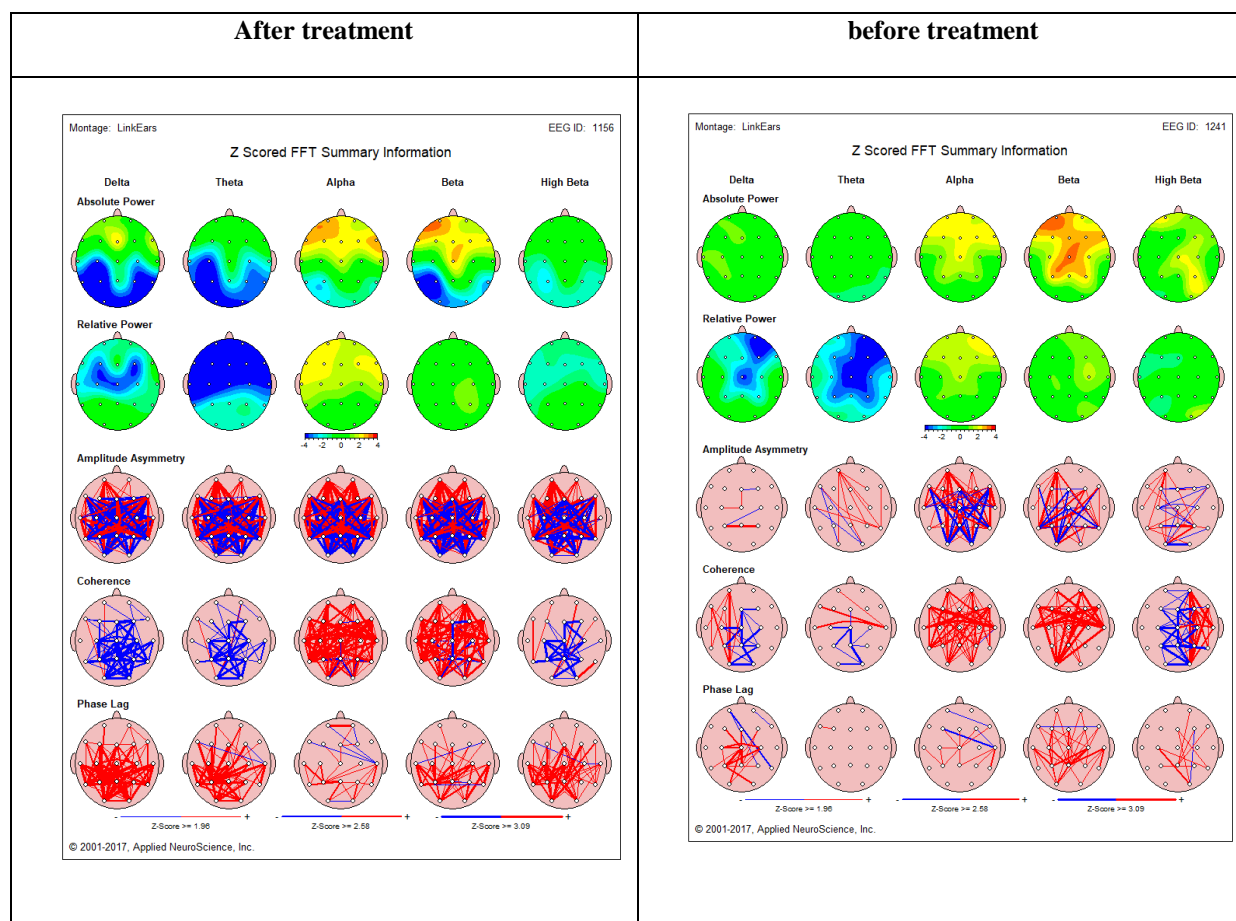 After treatment
before treatment
Montage: LinkEars
EEG ID: 1156
Z Scored FFT Summary Information
Delta
Theta
Alpha
Beta
High Beta
Absolute Power
Relative Power
-4 -2 0 2 4
Amplitude Asymmetry
Coherence
Phase Lag
- +
Z-Score >= 1.96
- +
Z-Score >= 2.58
- +
Z-Score >= 3.09
© 2001-2017, Applied NeuroScience, Inc.
Montage: LinkEars
EEG ID: 1241
Z Scored FFT Summary Information
Delta
Theta
Alpha
Beta
High Beta
Absolute Power
Relative Power
-4 -2 0 2 4
Amplitude Asymmetry
Coherence
Phase Lag
- +
Z-Score >= 1.96
- +
Z-Score >= 2.58
- +
Z-Score >= 3.09
© 2001-2017, Applied NeuroScience, Inc.